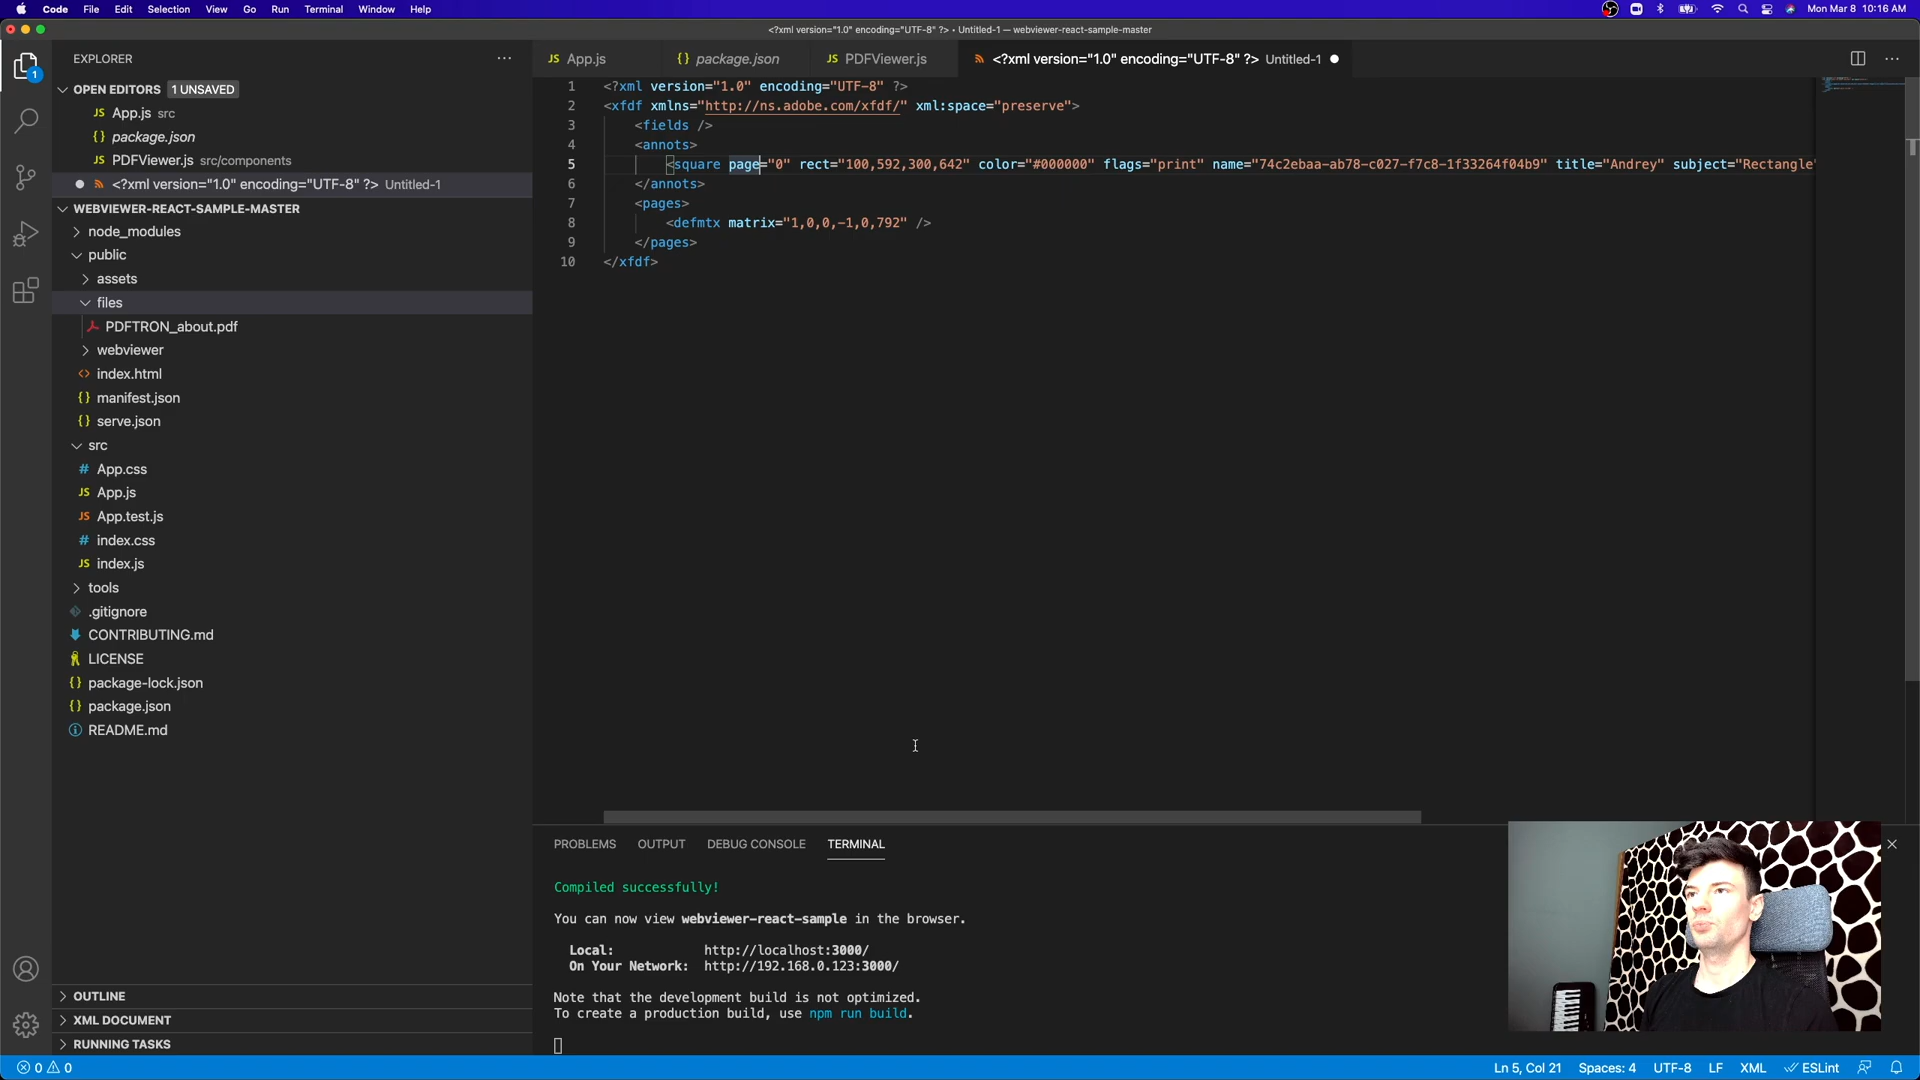 Code File Edit Selection View Go Run Terminal Window Help
Mon Mar 8 10:16 AM
<?xml version="1.0" encoding="UTF-8" ?> • Untitled-1 — webviewer-react-sample-master
1
EXPLORER
OPEN EDITORS 1 UNSAVED
JS App.js src
{} package.json
JS PDFViewer.js src/components
<?xml version="1.0" encoding="UTF-8" ?> Untitled-1
WEBVIEWER-REACT-SAMPLE-MASTER
node_modules
public
assets
files
PDFTRON_about.pdf
webviewer
<> index.html
{} manifest.json
{} serve.json
src
# App.css
JS App.js
JS App.test.js
# index.css
JS index.js
tools
.gitignore
CONTRIBUTING.md
LICENSE
{} package-lock.json
{} package.json
README.md
OUTLINE
XML DOCUMENT
RUNNING TASKS
JS App.js
{} package.json
JS PDFViewer.js
<?xml version="1.0" encoding="UTF-8" ?> Untitled-1
1 <?xml version="1.0" encoding="UTF-8" ?>
2 <xfdf xmlns="http://ns.adobe.com/xfdf/" xml:space="preserve">
3 <fields />
4 <annots>
5 <square page="0" rect="100,592,300,642" color="#000000" flags="print" name="74c2ebaa-ab78-c027-f7c8-1f33264f04b9" title="Andrey" subject="Rectangle"
6 </annots>
7 <pages>
8 <defmtx matrix="1,0,0,-1,0,792" />
9 </pages>
10 </xfdf>
PROBLEMS OUTPUT DEBUG CONSOLE TERMINAL
Compiled successfully!
You can now view webviewer-react-sample in the browser.
Local: http://localhost:3000/
On Your Network: http://192.168.0.123:3000/
Note that the development build is not optimized.
To create a production build, use npm run build.
0 0
Ln 5, Col 21 Spaces: 4 UTF-8 LF XML ESLint